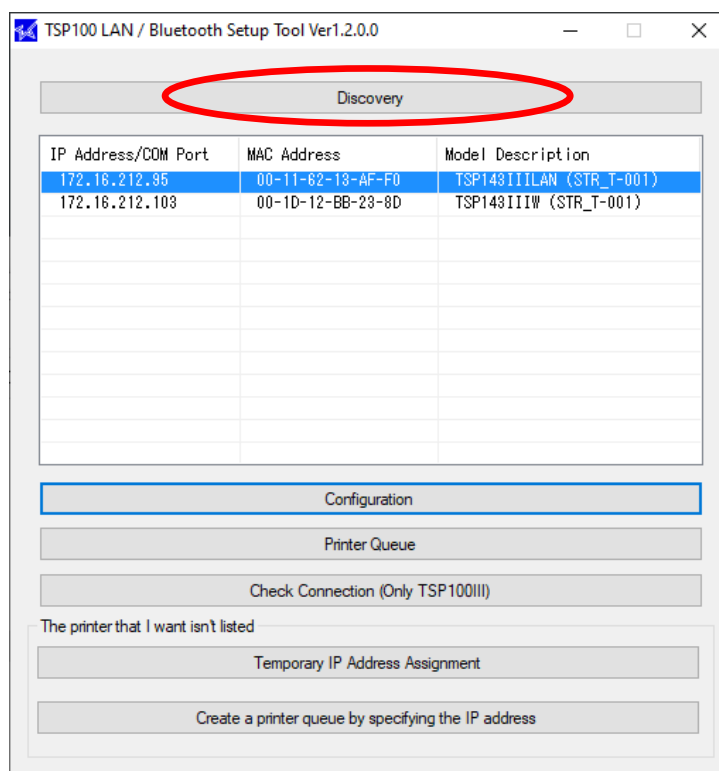 TSP100 LAN / Bluetooth Setup Tool Ver1.2.0.0
Discovery
IP Address/COM Port MAC Address Model Description
172.16.212.95 00-11-62-13-AF-F0 TSP143IIILAN (STR_T-001)
172.16.212.103 00-1D-12-BB-23-8D TSP143IIIW (STR_T-001)
Configuration
Printer Queue
Check Connection (Only TSP100III)
The printer that I want isn't listed
Temporary IP Address Assignment
Create a printer queue by specifying the IP address